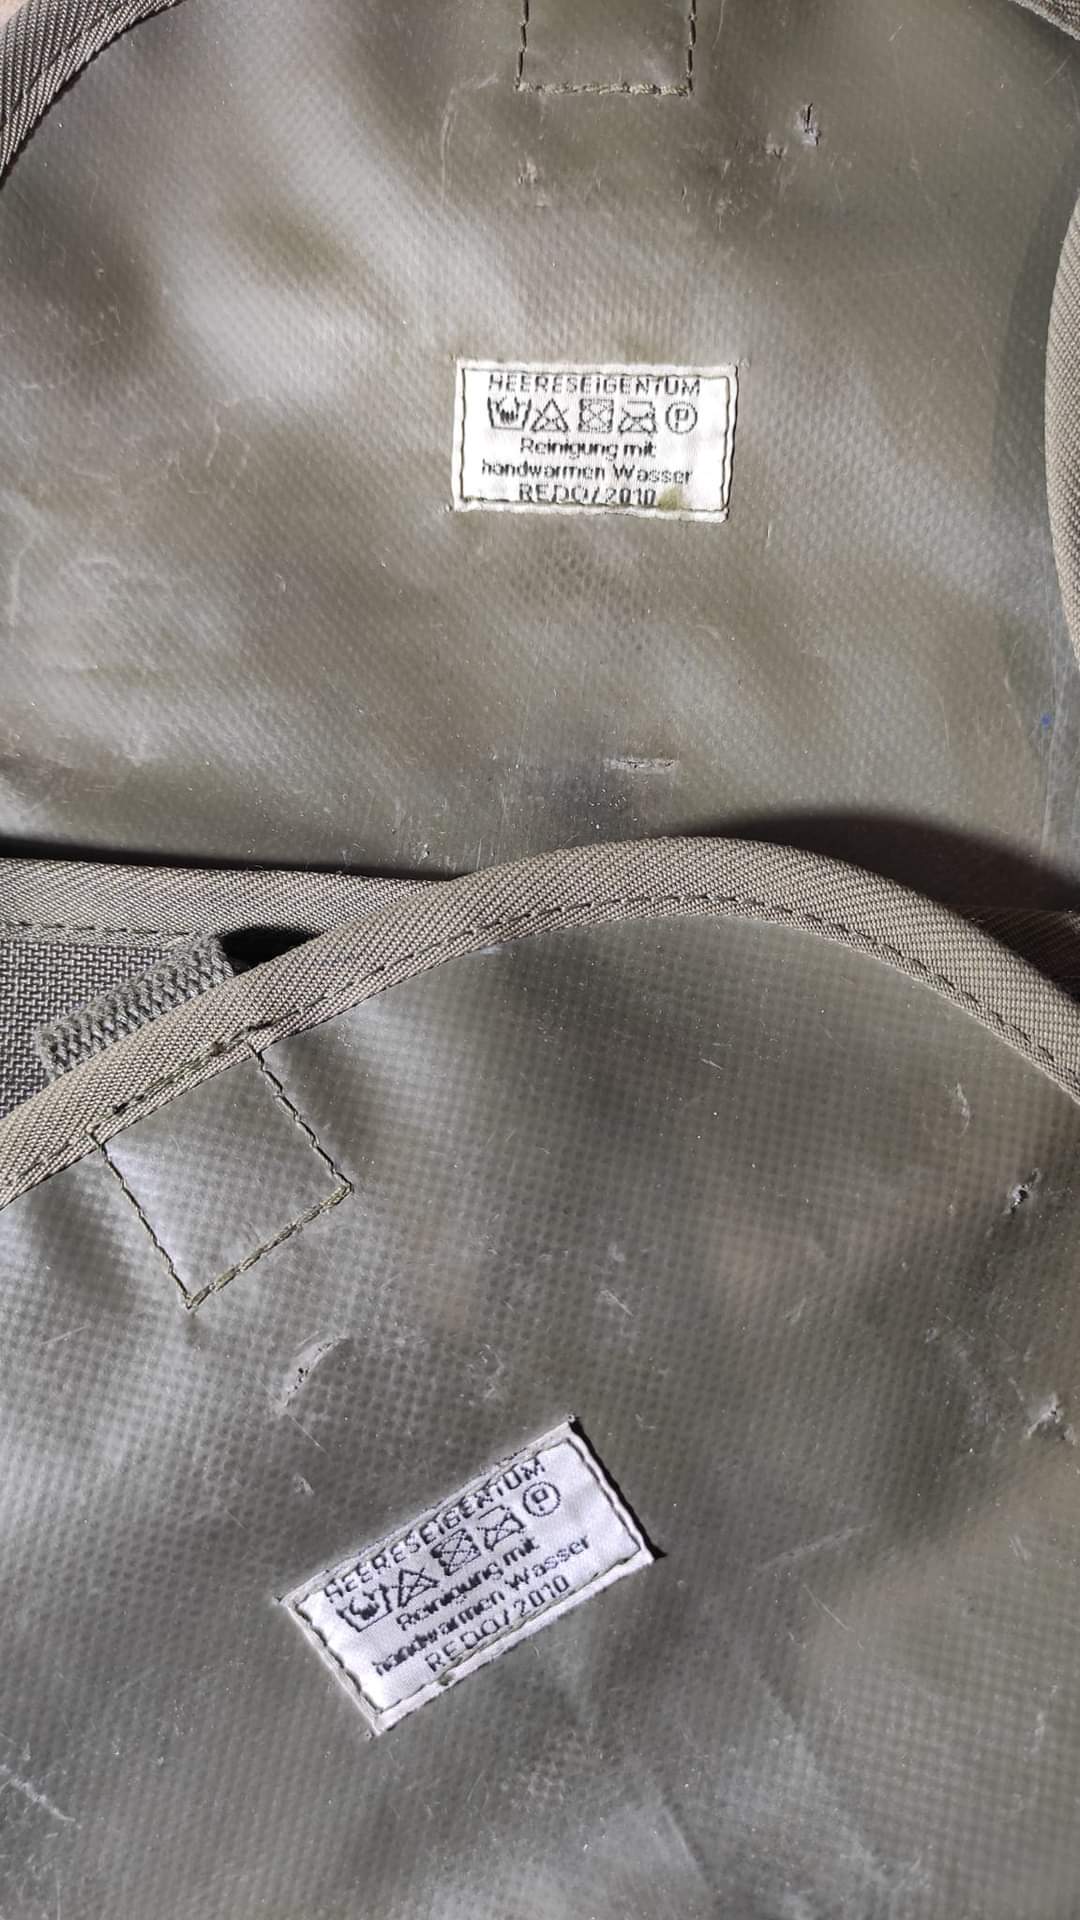 HEERESEIGENTUM
P
Reinigung mit
handwarmen Wasser
REDO/2010
HEERESEIGENTUM
P
Reinigung mit
handwarmen Wasser
REDO/2010